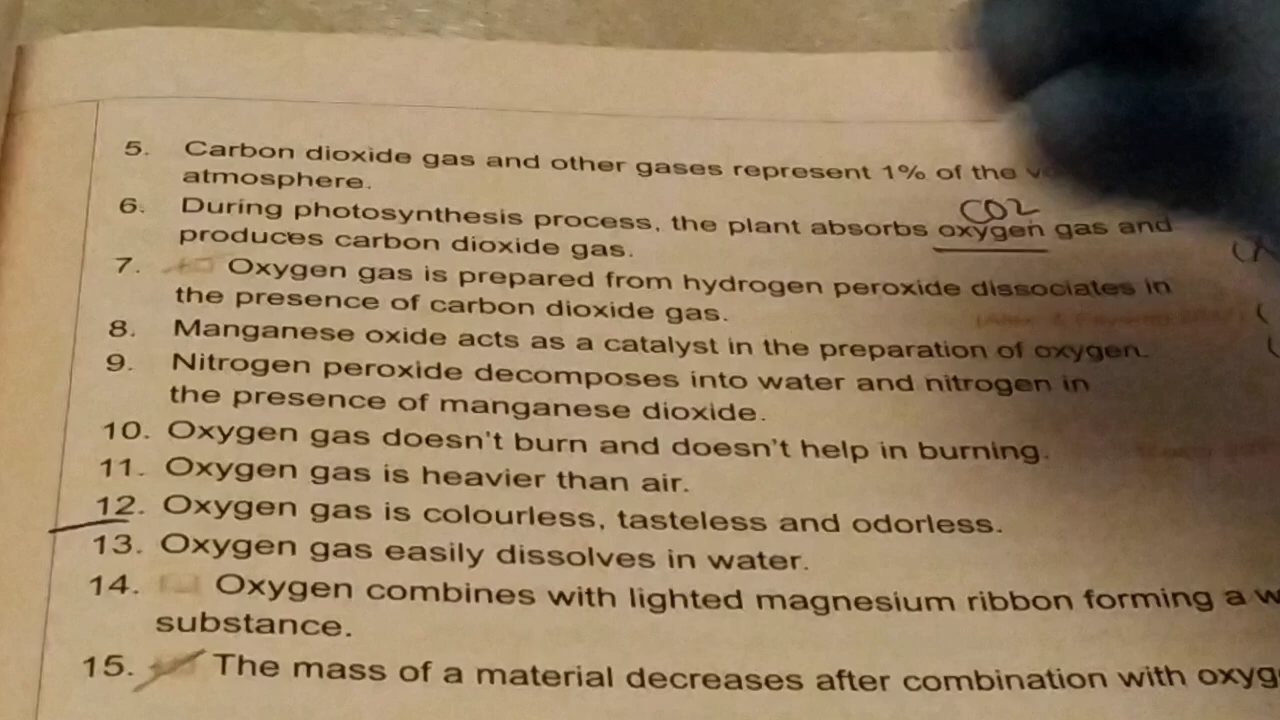 5. Carbon dioxide gas and other gases represent 1% of the
atmosphere.
CO2
6. During photosynthesis process, the plant absorbs oxygen gas and
produces carbon dioxide gas.
7. Oxygen gas is prepared from hydrogen peroxide dissociates in
the presence of carbon dioxide gas.
8. Manganese oxide acts as a catalyst in the preparation of oxygen.
9. Nitrogen peroxide decomposes into water and nitrogen in
the presence of manganese dioxide.
10. Oxygen gas doesn't burn and doesn't help in burning.
11. Oxygen gas is heavier than air.
12. Oxygen gas is colourless, tasteless and odorless.
13. Oxygen gas easily dissolves in water.
14. Oxygen combines with lighted magnesium ribbon forming a
substance.
15. The mass of a material decreases after combination with